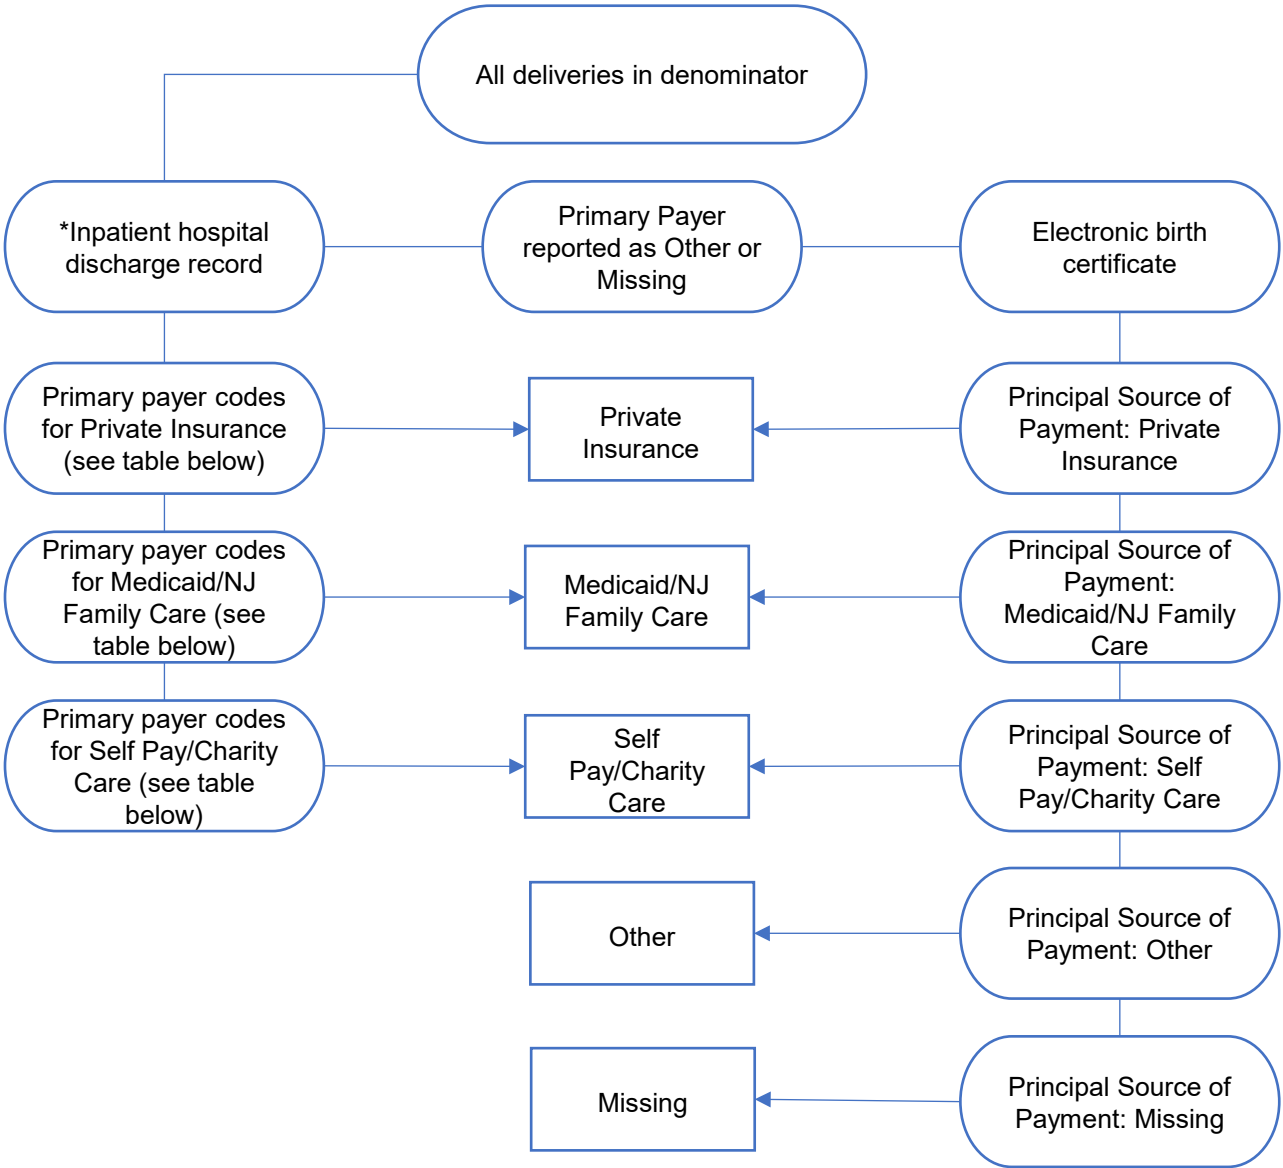 All deliveries in denominator
*Inpatient hospital
discharge record
Primary Payer
reported as Other or
Missing
Electronic birth
certificate
Primary payer codes
for Private Insurance
(see table below)
Private
Insurance
Principal Source of
Payment: Private
Insurance
Primary payer codes
for Medicaid/NJ
Family Care (see
table below)
Medicaid/NJ
Family Care
Principal Source of
Payment:
Medicaid/NJ Family
Care
Primary payer codes
for Self Pay/Charity
Care (see table
below)
Self
Pay/Charity
Care
Principal Source of
Payment: Self
Pay/Charity Care
Other
Principal Source of
Payment: Other
Missing
Principal Source of
Payment: Missing